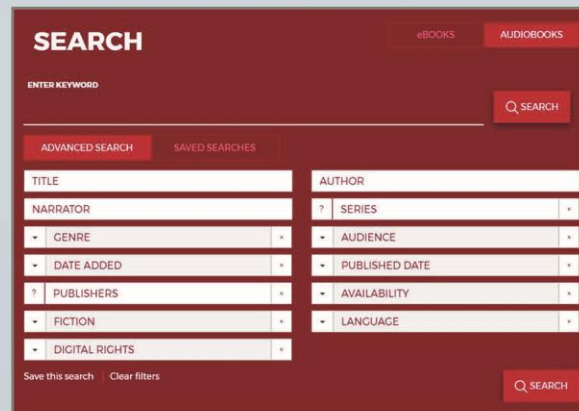 SEARCH
eBOOKS AUDIOBOOKS
ENTER KEYWORD
SEARCH
ADVANCED SEARCH SAVED SEARCHES
TITLE AUTHOR
NARRATOR ? SERIES ×
GENRE × AUDIENCE ×
DATE ADDED × PUBLISHED DATE ×
? PUBLISHERS × AVAILABILITY ×
FICTION × LANGUAGE ×
DIGITAL RIGHTS ×
Save this search | Clear filters
SEARCH